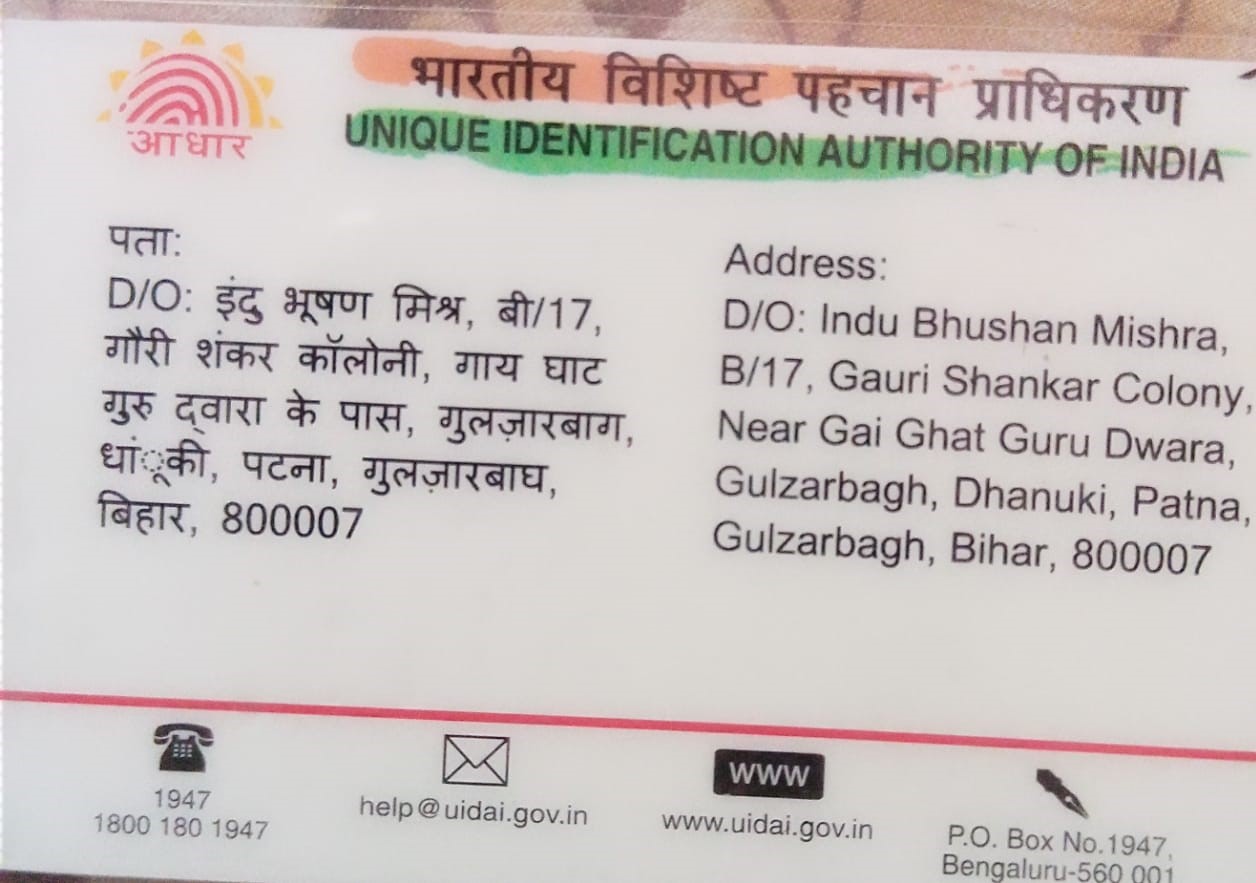 आधार
भारतीय विशिष्ट पहचान प्राधिकरण
UNIQUE IDENTIFICATION AUTHORITY OF INDIA
पता:
D/O: इंदु भूषण मिश्र, बी/17,
गौरी शंकर कॉलोनी, गाय घाट
गुरु द्वारा के पास, गुलज़ारबाग,
धांूकी, पटना, गुलज़ारबाघ,
बिहार, 800007
Address:
D/O: Indu Bhushan Mishra,
B/17, Gauri Shankar Colony,
Near Gai Ghat Guru Dwara,
Gulzarbagh, Dhanuki, Patna,
Gulzarbagh, Bihar, 800007
1947
1800 180 1947
help@uidai.gov.in
www
www.uidai.gov.in
P.O. Box No.1947,
Bengaluru-560 001